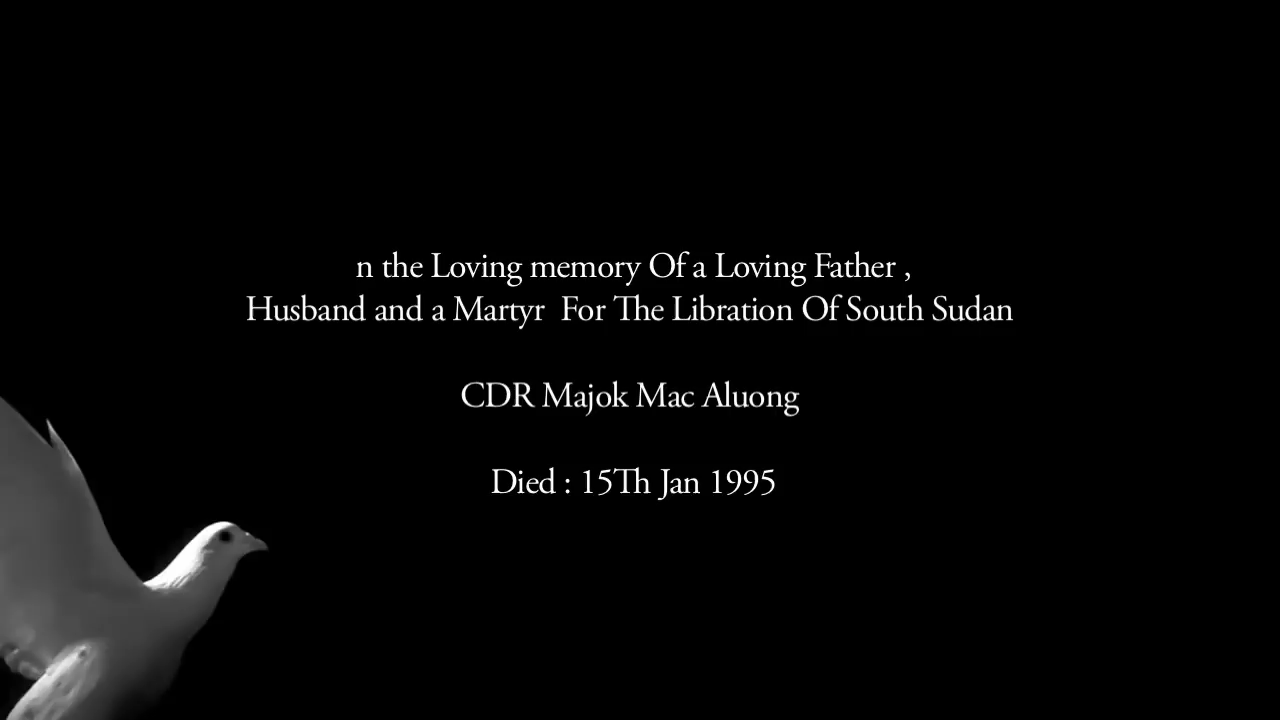 n the Loving memory Of a Loving Father ,
Husband and a Martyr  For The Libration Of South Sudan
CDR Majok Mac Aluong
Died : 15Th Jan 1995